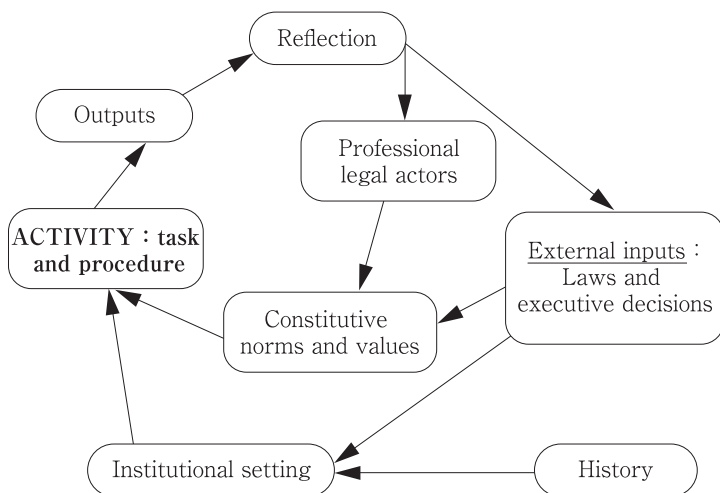 Reflection
Outputs
Professional
legal actors
ACTIVITY : task
and procedure
External inputs :
Laws and
executive decisions
Constitutive
norms and values
Institutional setting
History